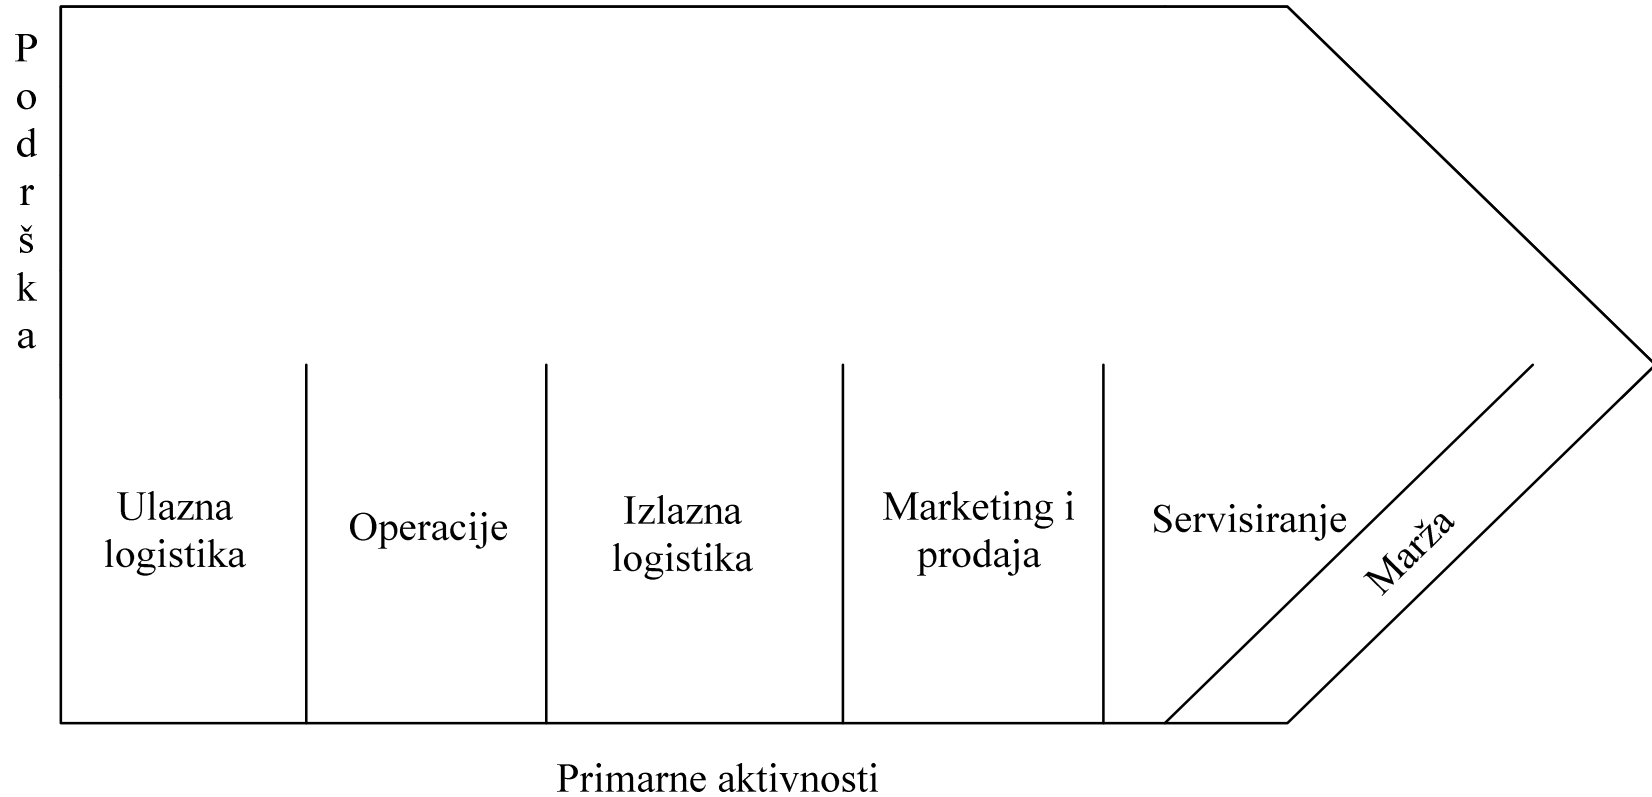 Podrška
Ulazna
logistika
Operacije
Izlazna
logistika
Marketing i
prodaja
Servisiranje
Marža
Primarne aktivnosti